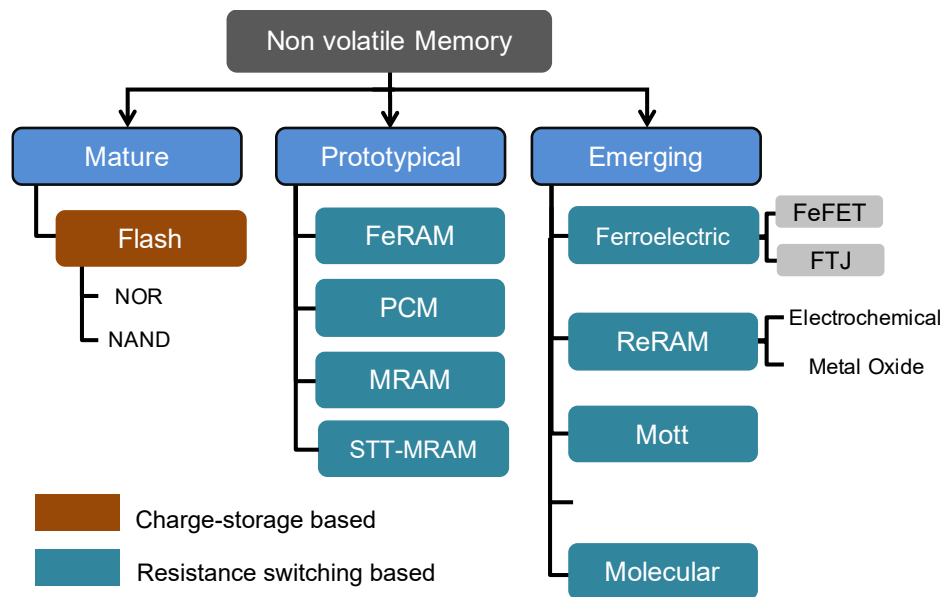 Non volatile Memory
Mature
Flash
NOR
NAND
Prototypical
FeRAM
PCM
MRAM
STT-MRAM
Emerging
Ferroelectric
FeFET
FTJ
ReRAM
Electrochemical
Metal Oxide
Mott
Molecular
Charge-storage based
Resistance switching based